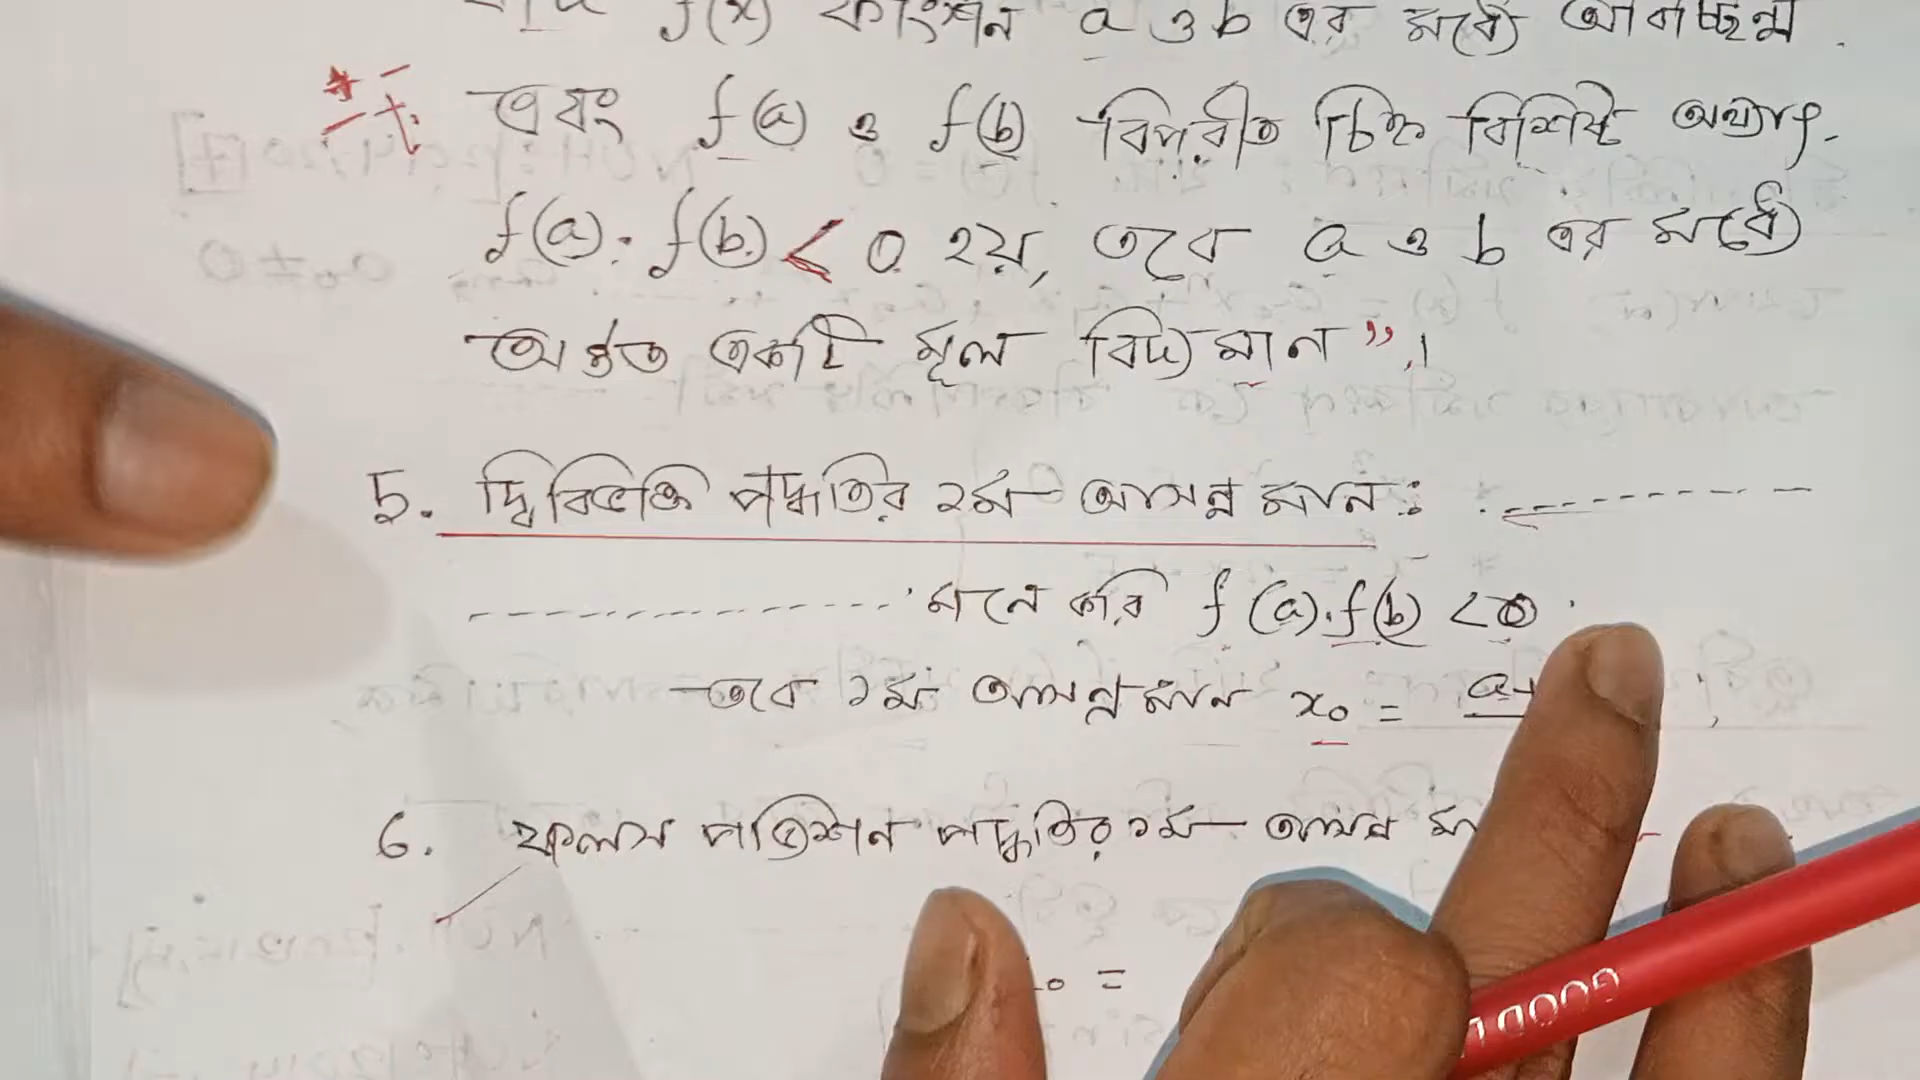 f(x) ফাংশন a ও b এর মধ্যে অবিচ্ছিন্ন
এবং f(a) ও f(b) বিপরীত চিহ্ন বিশিষ্ট অর্থাৎ
f(a). f(b) < 0 হয়, তবে a ও b এর মধ্যে
অন্তত একটি মূল বিদ্যমান”।
5. দ্বিবিভক্তি পদ্ধতির ১ম আসন্ন মান :
মনে করি f(a).f(b) < 0
তবে ১ম আসন্ন মান x₀ =
6. ফলস পজিশন পদ্ধতির ১ম আসন্ন
=
GOOD L